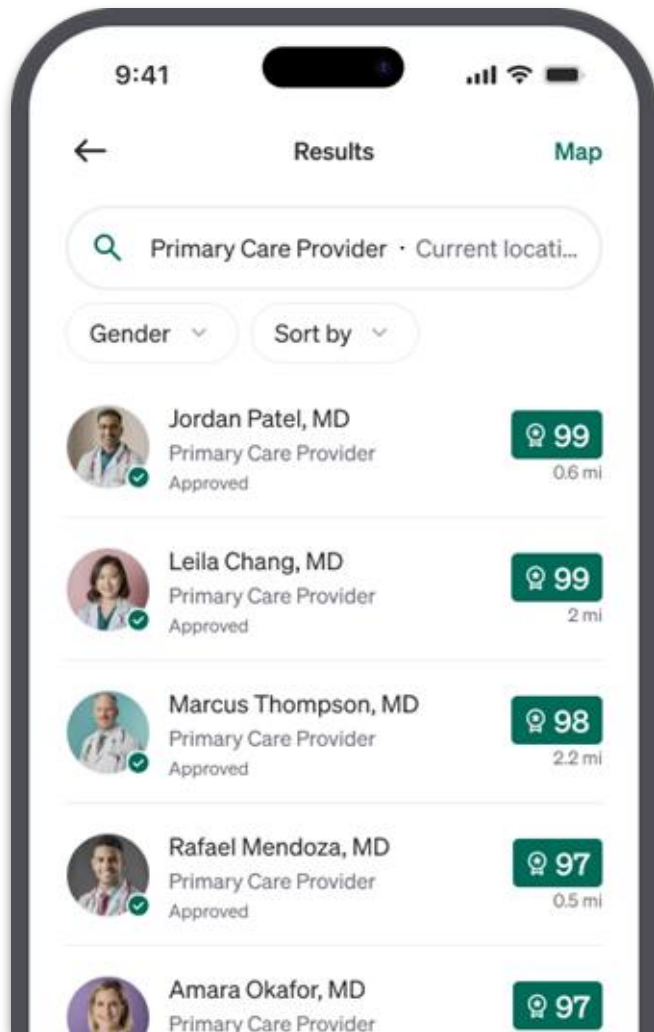 9:41
Results
Map
Primary Care Provider · Current locati...
Gender
Sort by
Jordan Patel, MD
99
Primary Care Provider
0.6 mi
Approved
Leila Chang, MD
99
Primary Care Provider
2 mi
Approved
Marcus Thompson, MD
98
Primary Care Provider
2.2 mi
Approved
Rafael Mendoza, MD
97
Primary Care Provider
0.5 mi
Approved
Amara Okafor, MD
97
Primary Care Provider